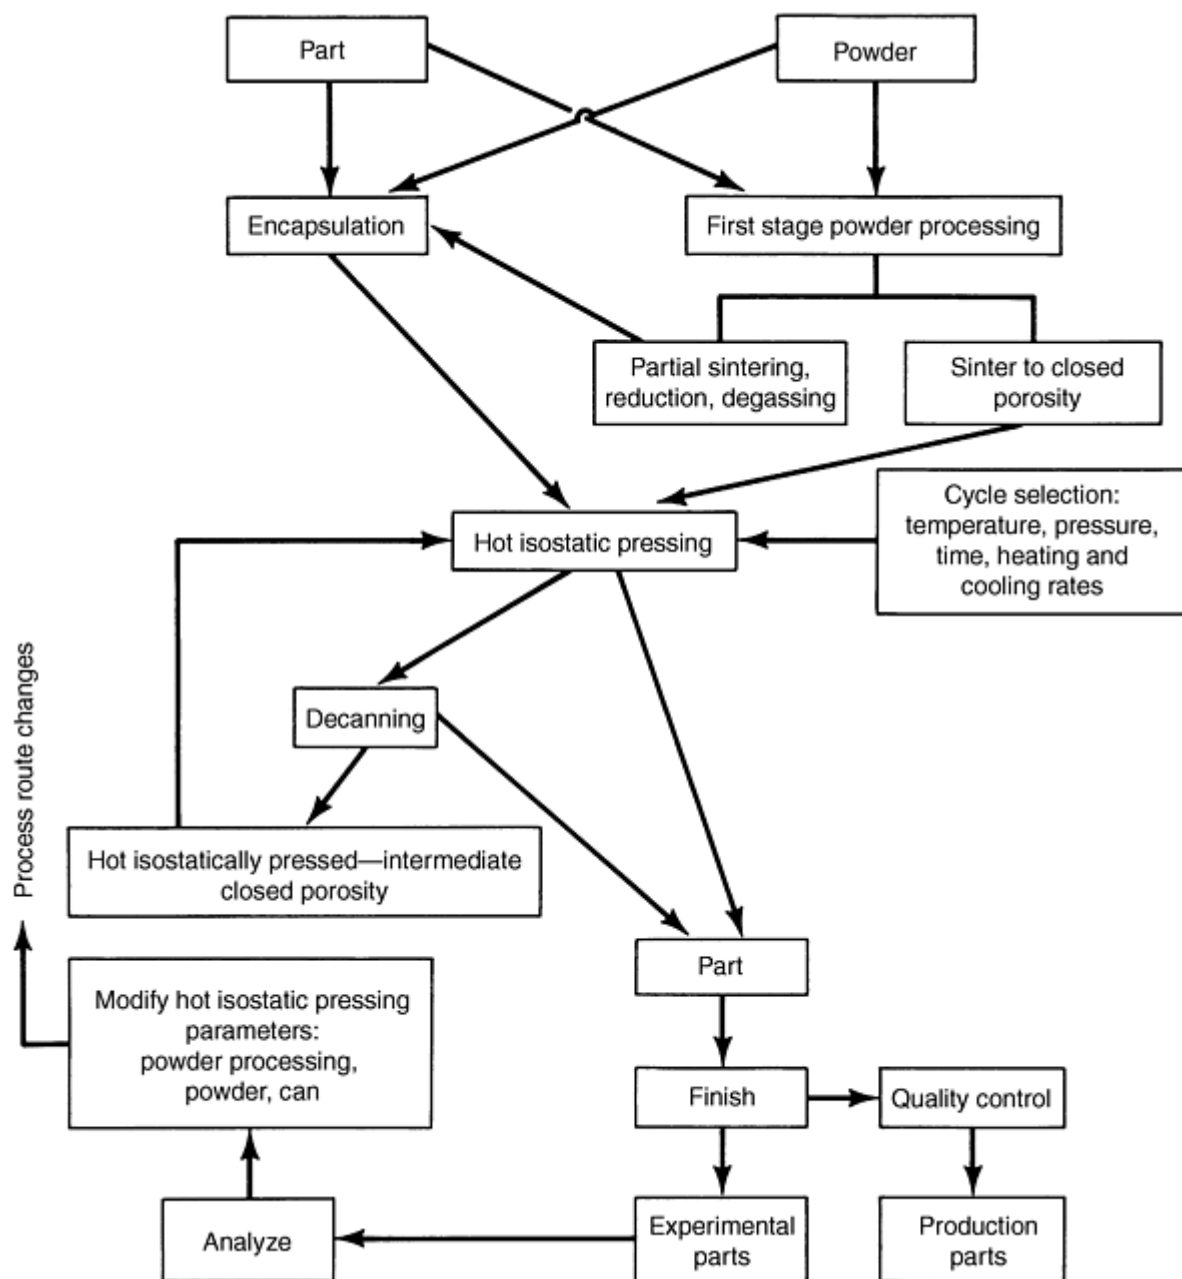 Part
Powder
Encapsulation
First stage powder processing
Partial sintering,
reduction, degassing
Sinter to closed
porosity
Cycle selection:
temperature, pressure,
time, heating and
cooling rates
Hot isostatic pressing
Decanning
Process route changes
Hot isostatically pressed—intermediate
closed porosity
Part
Modify hot isostatic pressing
parameters:
powder processing,
powder, can
Finish
Quality control
Analyze
Experimental
parts
Production
parts